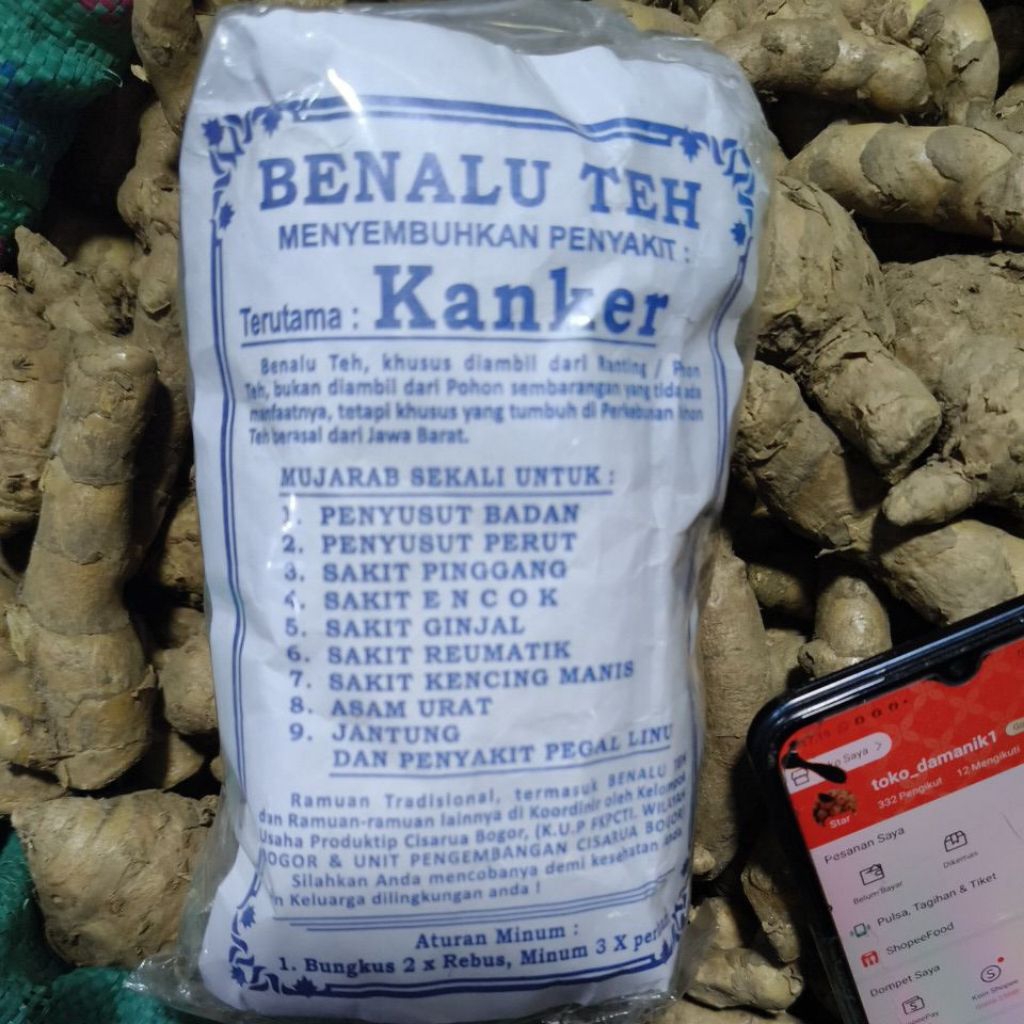 BENALU TEH
MENYEMBUHKAN PENYAKIT :
Terutama : Kanker
Benalu Teh, khusus diambil dari Ranting /
Teh, bukan diambil dari Pohon sembarangan yang tida ada
manfaatnya, tetapi khusus yang tumbuh di Perkebunan
Teh berasal dari Jawa Barat.
MUJARAB SEKALI UNTUK :
1. PENYUSUT BADAN
2. PENYUSUT PERUT
3. SAKIT PINGGANG
4. SAKIT E N C O K
5. SAKIT GINJAL
6. SAKIT REUMATIK
7. SAKIT KENCING MANIS
8. ASAM URAT
9. JANTUNG
DAN PENYAKIT PEGAL LINU
Ramuan Tradisional, termasuk BENALU TEH
dan Ramuan-ramuan lainnya di Koordinir oleh Kelompok
Usaha Produktip Cisarua Bogor, (K.U.P WILAYAH
BOGOR & UNIT PENGEMBANGAN CISARUA BOGOR)
Silahkan Anda mencobanya demi kesehatan anda
Keluarga dilingkungan anda !
Aturan Minum :
1. Bungkus 2 x Rebus, Minum 3 X
Saya >
toko_damanik1
332 Pengikut 12 Mengikuti
Star
Pesanan Saya
Belum Bayar
Dikemas
Pulsa, Tagihan & Tiket
ShopeeFood
Dompet Saya
Koin Shopee